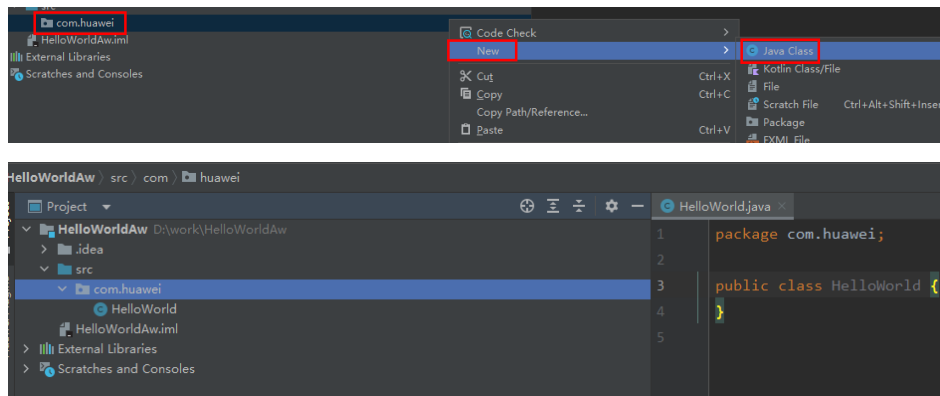 src
com.huawei
HelloWorldAw.iml
External Libraries
Scratches and Consoles
Code Check
New
Cut Ctrl+X
Copy Ctrl+C
Copy Path/Reference...
Paste Ctrl+V
Java Class
Kotlin Class/File
File
Scratch File Ctrl+Alt+Shift+Inser
Package
FXML File
HelloWorldAw src com huawei
Project
HelloWorldAw D:\work\HelloWorldAw
.idea
src
com.huawei
HelloWorld
HelloWorldAw.iml
External Libraries
Scratches and Consoles
HelloWorld.java
1 package com.huawei;
2
3 public class HelloWorld {
4 }
5